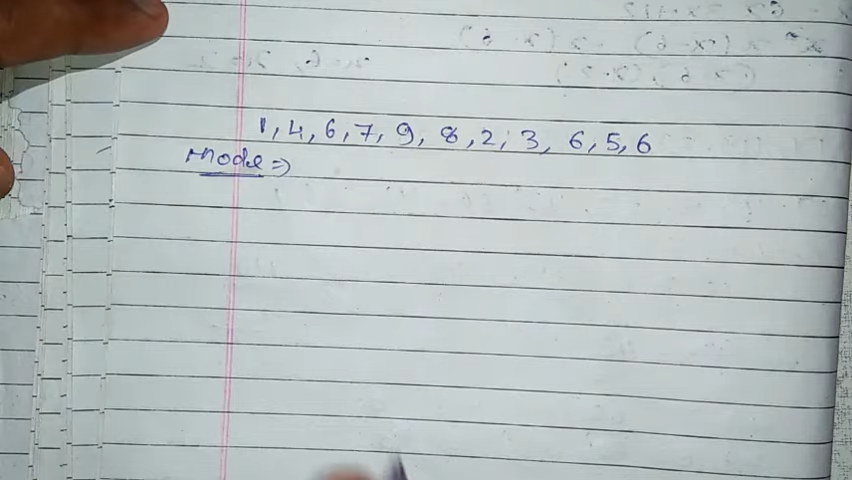 1, 4, 6, 7, 9, 8, 2, 3, 6, 5, 6
mode ⇒